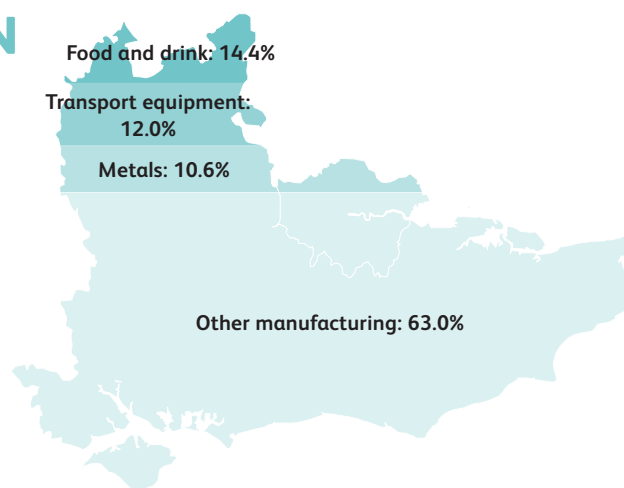 N
Food and drink: 14.4%
Transport equipment:
12.0%
Metals: 10.6%
Other manufacturing: 63.0%